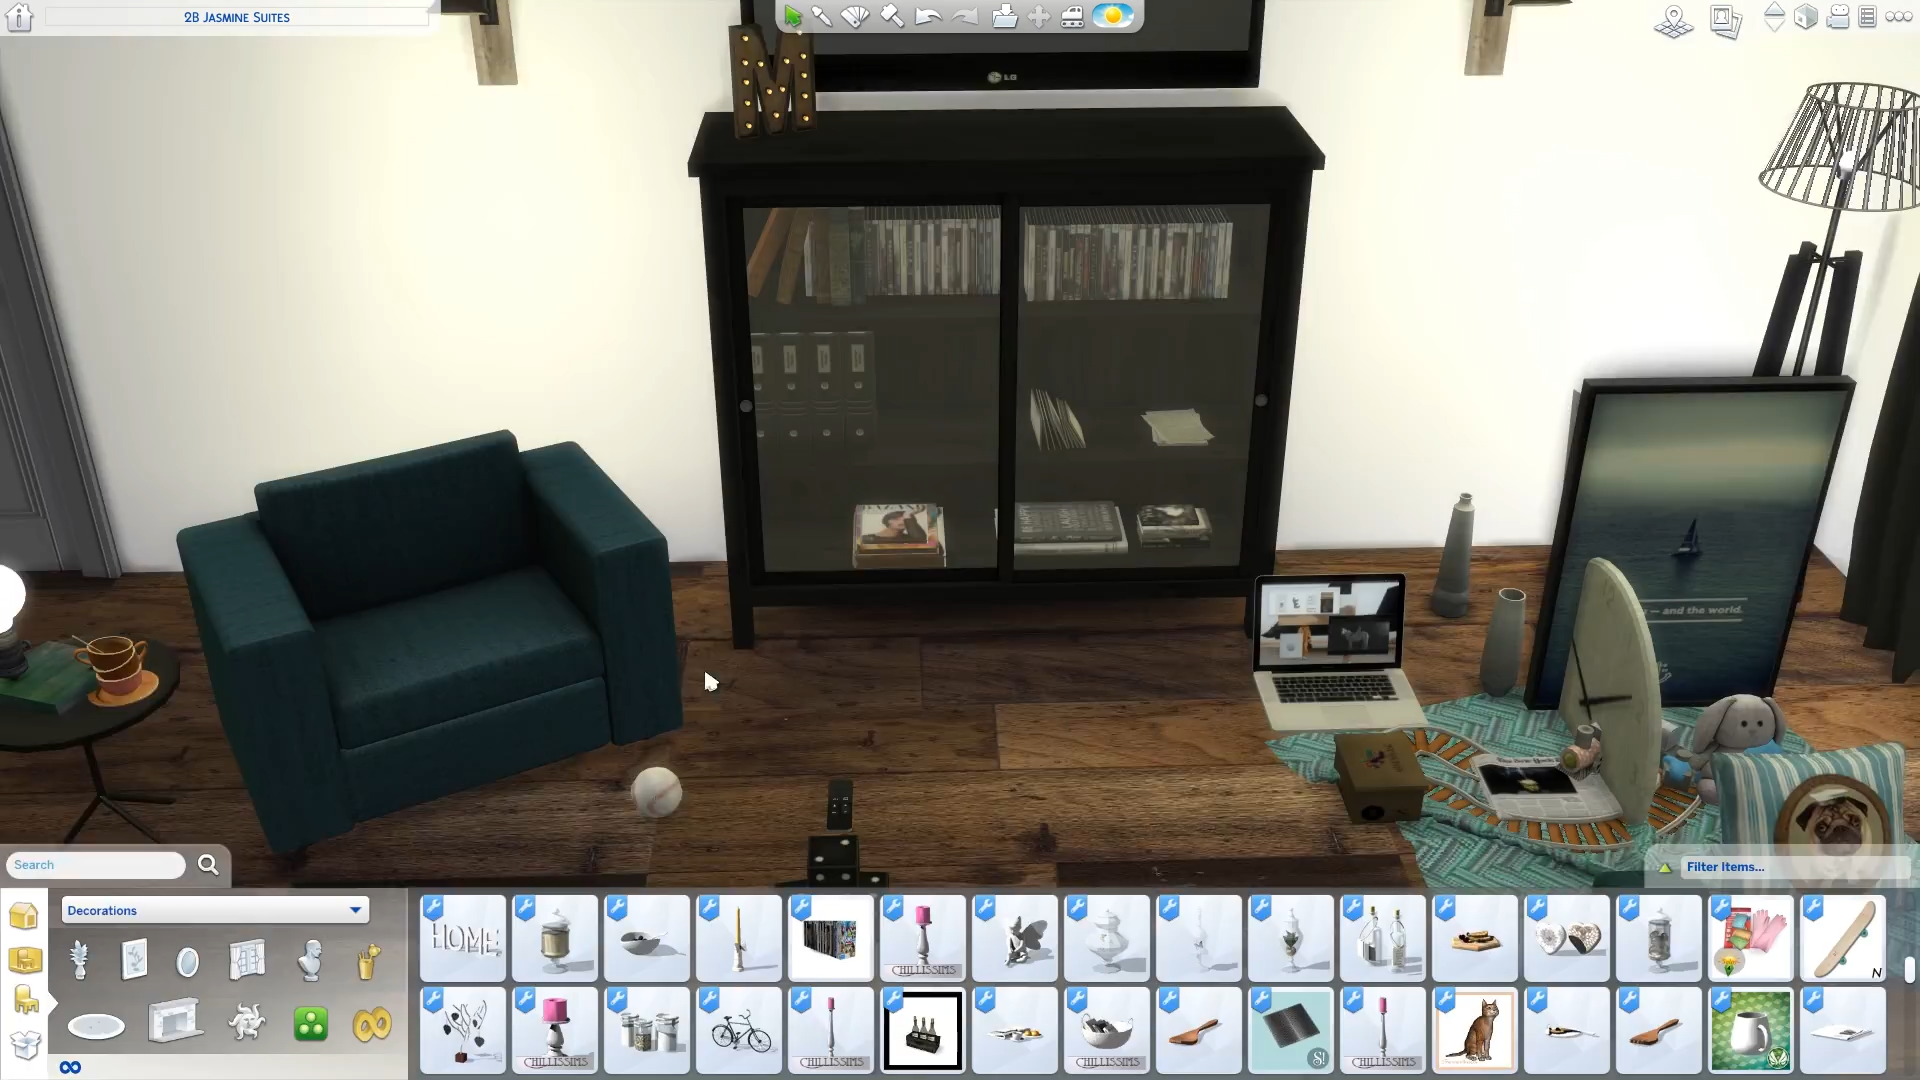 2B Jasmine Suites
M
LG
— and the world.
Search
Filter Items...
Decorations
HOME
CHILLISSIMS
N
CHILLISSIMS
CHILLISSIMS
CHILLISSIMS
S!
CHILLISSIMS